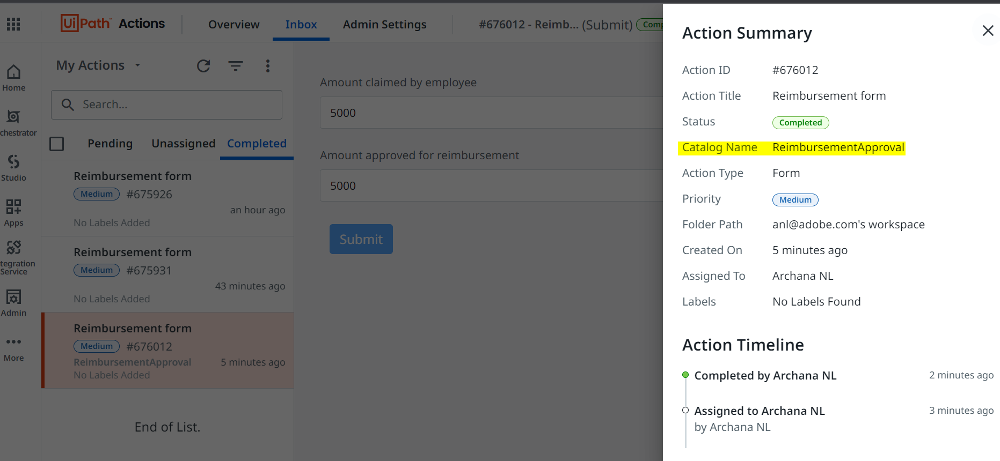 UiPath Actions
Overview
Inbox
Admin Settings
#676012 - Reimb... (Submit)
Home
chestrator
Studio
Apps
tegration
Service
Admin
More
My Actions
Search...
Pending
Unassigned
Completed
Reimbursement form
Medium #675926
an hour ago
No Labels Added
Reimbursement form
Medium #675931
43 minutes ago
No Labels Added
Reimbursement form
Medium #676012
ReimbursementApproval 5 minutes ago
No Labels Added
End of List.
Amount claimed by employee
5000
Amount approved for reimbursement
5000
Submit
Action Summary
Action ID #676012
Action Title Reimbursement form
Status Completed
Catalog Name ReimbursementApproval
Action Type Form
Priority Medium
Folder Path anl@adobe.com's workspace
Created On 5 minutes ago
Assigned To Archana NL
Labels No Labels Found
Action Timeline
Completed by Archana NL 2 minutes ago
Assigned to Archana NL 3 minutes ago
by Archana NL